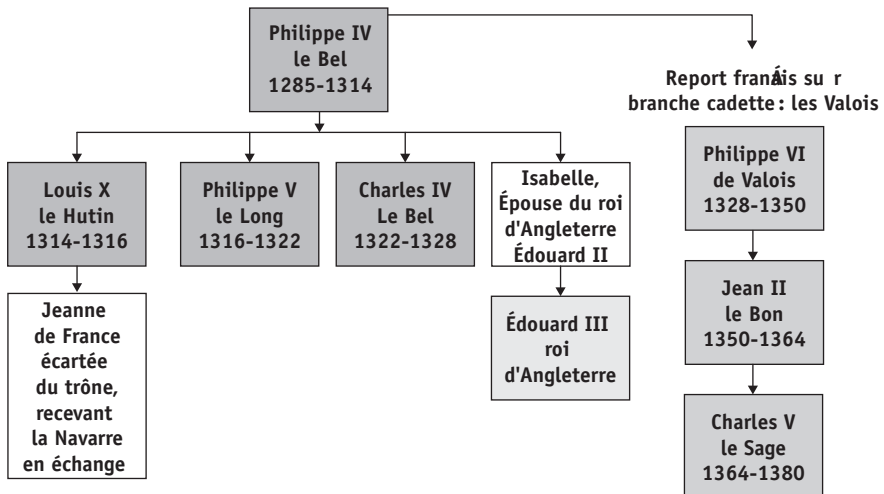 Philippe IV
le Bel
1285-1314
Report franÁais su r
branche cadette : les Valois
Louis X
le Hutin
1314-1316
Philippe V
le Long
1316-1322
Charles IV
Le Bel
1322-1328
Isabelle,
Épouse du roi
d'Angleterre
Édouard II
Philippe VI
de Valois
1328-1350
Jeanne
de France
écartée
du trône,
recevant
la Navarre
en échange
Édouard III
roi
d'Angleterre
Jean II
le Bon
1350-1364
Charles V
le Sage
1364-1380